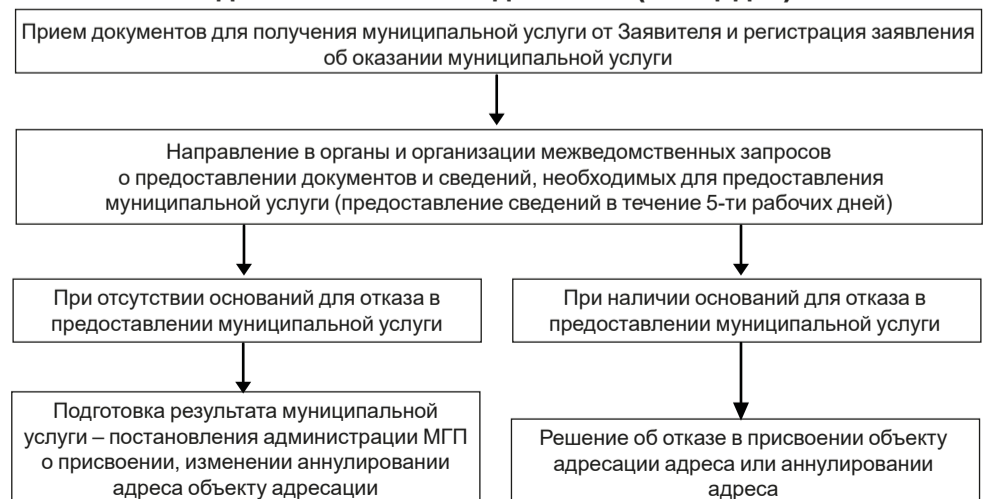 Прием документов для получения муниципальной услуги от Заявителя и регистрация заявления
об оказании муниципальной услуги
Направление в органы и организации межведомственных запросов
о предоставлении документов и сведений, необходимых для предоставления
муниципальной услуги (предоставление сведений в течение 5-ти рабочих дней)
При отсутствии оснований для отказа в
предоставлении муниципальной услуги
При наличии оснований для отказа в
предоставлении муниципальной услуги
Подготовка результата муниципальной
услуги – постановления администрации МГП
о присвоении, изменении аннулировании
адреса объекту адресации
Решение об отказе в присвоении объекту
адресации адреса или аннулировании
адреса